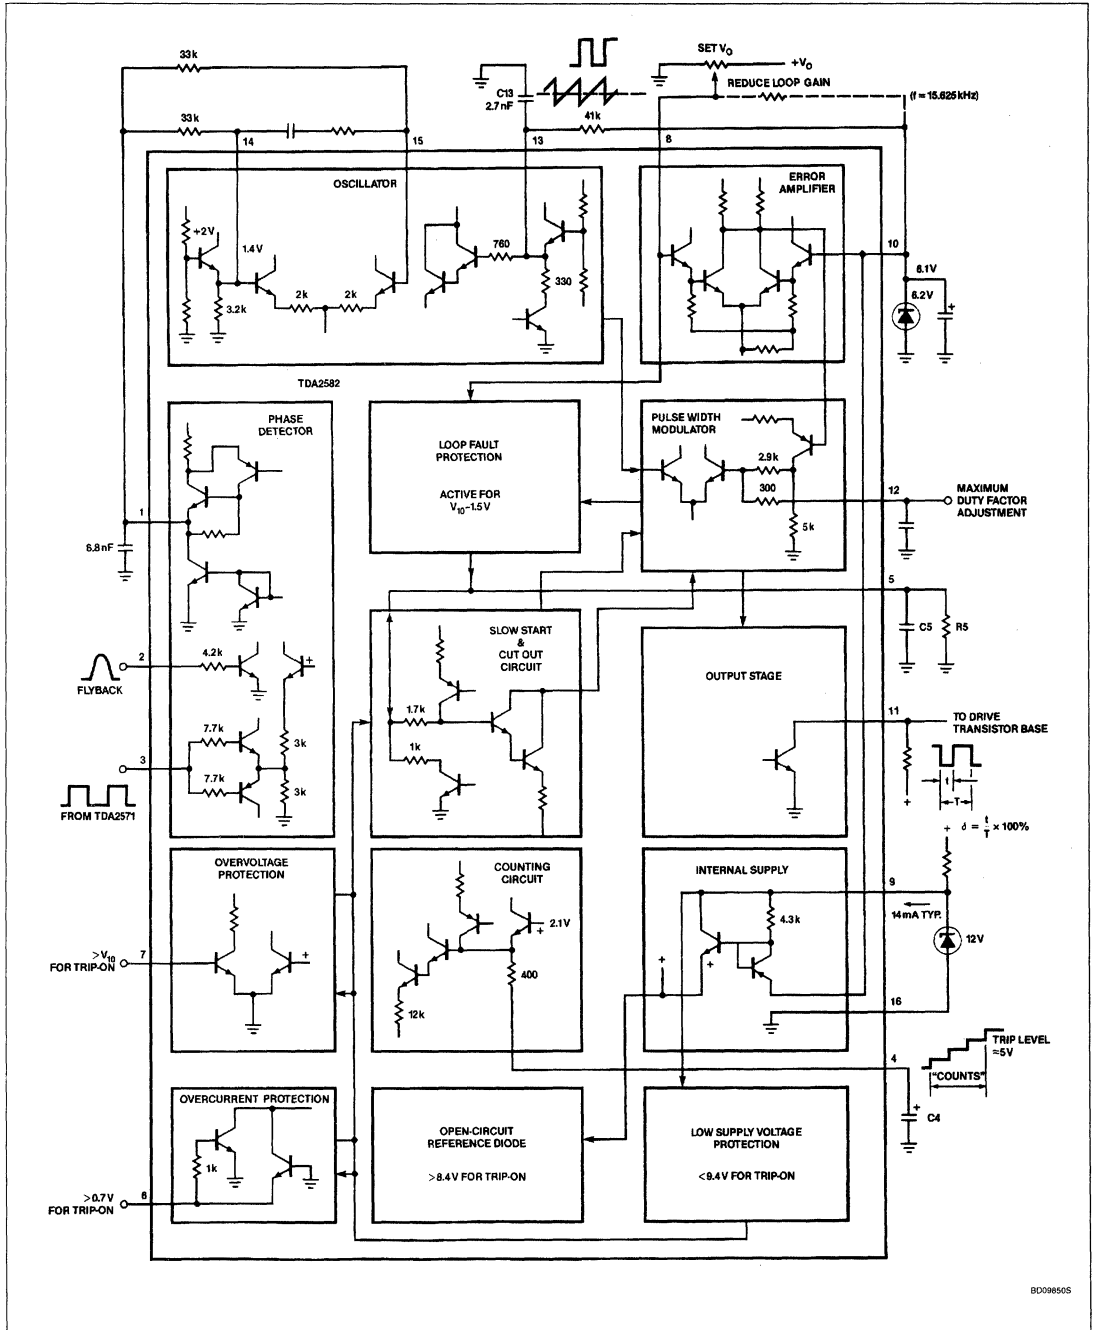 33k
SET V₀
+V₀
REDUCE LOOP GAIN
(f = 15.625kHz)
C13
2.7nF
33k
41k
14
15
13
8
OSCILLATOR
ERROR
AMPLIFIER
+2V
1.4V
760
10
330
6.1V
6.2V
3.2k
2k
2k
TDA2582
PHASE
DETECTOR
LOOP FAULT
PROTECTION
ACTIVE FOR
V₁₀–1.5V
PULSE WIDTH
MODULATOR
2.9k
300
5k
12
MAXIMUM
DUTY FACTOR
ADJUSTMENT
1
6.8nF
5
C5
R5
SLOW START
&
CUT OUT
CIRCUIT
1.7k
1k
OUTPUT STAGE
2
4.2k
+
FLYBACK
7.7k
3k
3
7.7k
3k
FROM TDA2571
11
TO DRIVE
TRANSISTOR BASE
+
t
T
+
d = t/T × 100%
OVERVOLTAGE
PROTECTION
COUNTING
CIRCUIT
INTERNAL SUPPLY
2.1V
+
400
12k
4.3k
+
+
9
14mA TYP.
12V
>V₁₀
FOR TRIP-ON
7
+
16
4
TRIP LEVEL
≈5V
"COUNTS"
+
C4
OVERCURRENT PROTECTION
1k
>0.7V
FOR TRIP-ON
6
OPEN-CIRCUIT
REFERENCE DIODE
>8.4V FOR TRIP-ON
LOW SUPPLY VOLTAGE
PROTECTION
<9.4V FOR TRIP-ON
BD09850S